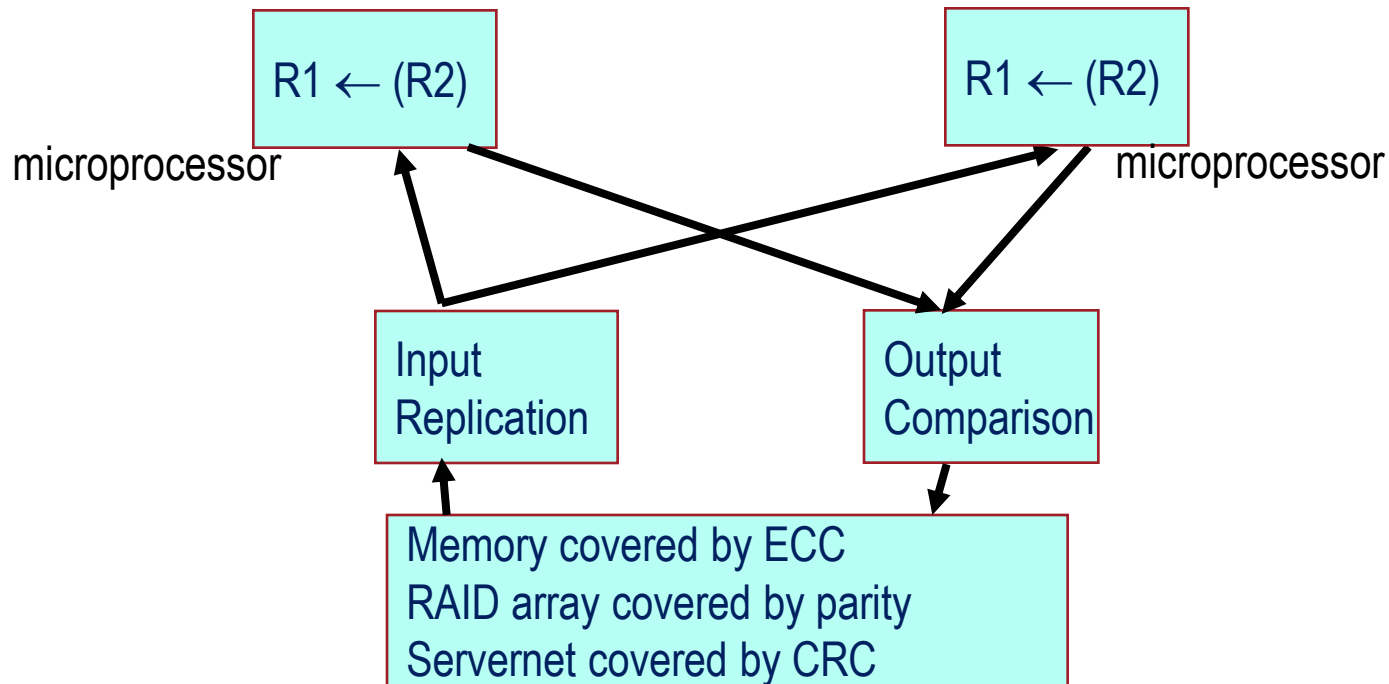 R1 ← (R2)
R1 ← (R2)
microprocessor
microprocessor
Input
Replication
Output
Comparison
Memory covered by ECC
RAID array covered by parity
Servernet covered by CRC